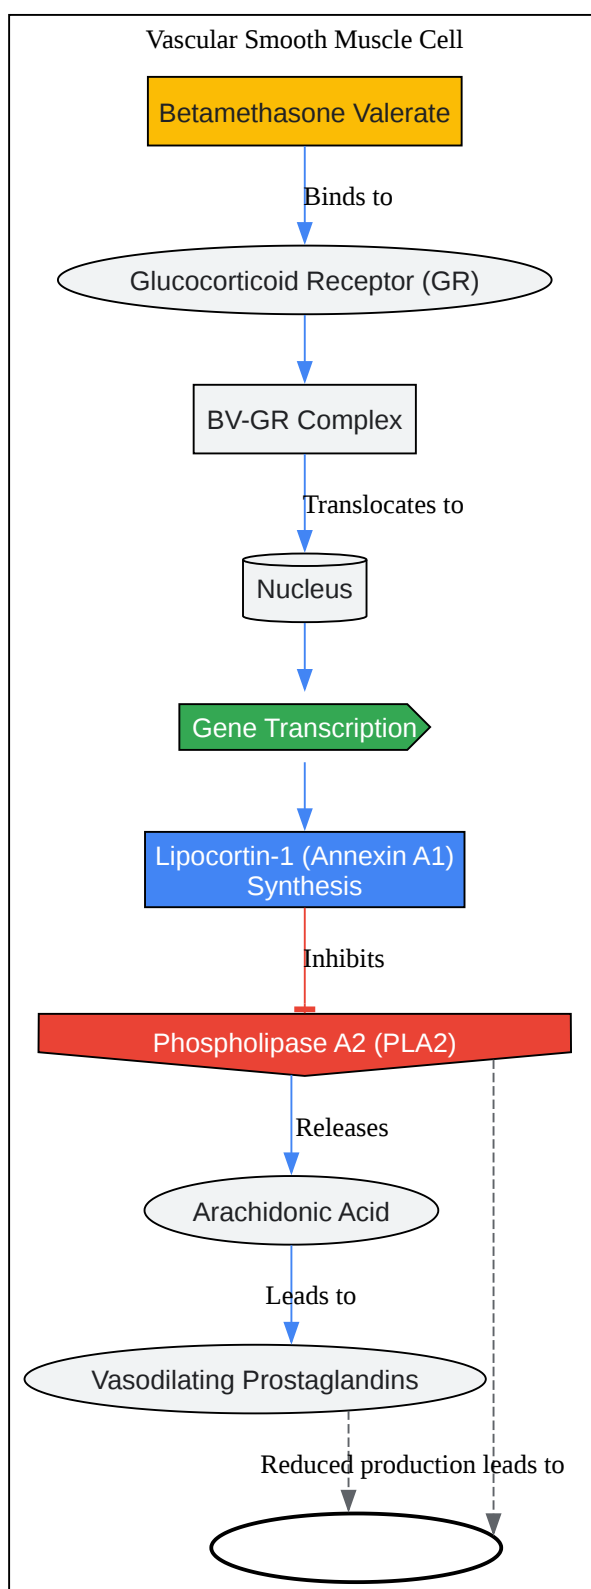 Vascular Smooth Muscle Cell
Betamethasone Valerate
Binds to
Glucocorticoid Receptor (GR)
BV-GR Complex
Translocates to
Nucleus
Gene Transcription
Lipocortin-1 (Annexin A1)
Synthesis
Inhibits
Phospholipase A2 (PLA2)
Releases
Arachidonic Acid
Leads to
Vasodilating Prostaglandins
Reduced production leads to